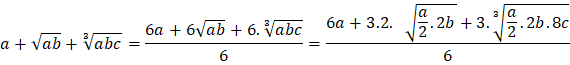 a + √ab + ∛abc = (6a + 6√ab + 6.∛abc)/6 = (6a + 3.2. √(a/2 .2b) + 3.∛(a/2 .2b.8c))/6